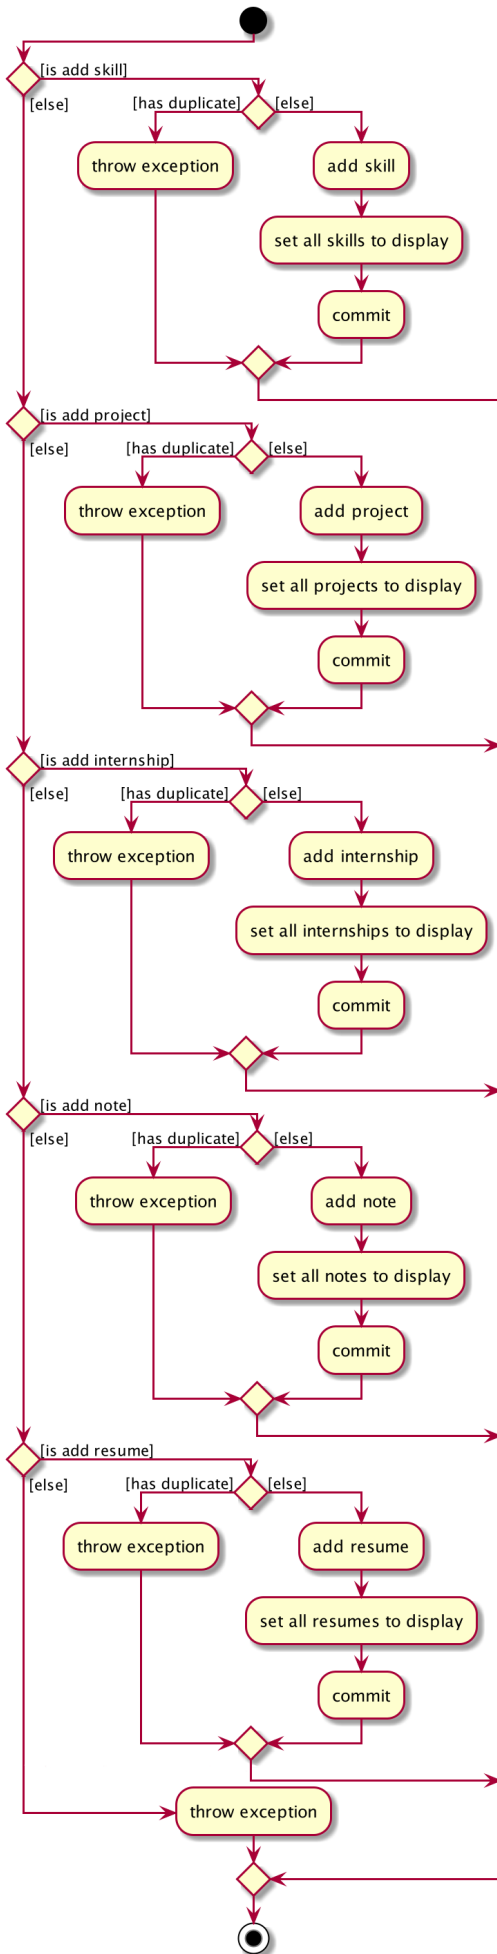 [is add skill]
[else]
[has duplicate]
[else]
throw exception
add skill
set all skills to display
commit
[is add project]
[else]
[has duplicate]
[else]
throw exception
add project
set all projects to display
commit
[is add internship]
[else]
[has duplicate]
[else]
throw exception
add internship
set all internships to display
commit
[is add note]
[else]
[has duplicate]
[else]
throw exception
add note
set all notes to display
commit
[is add resume]
[else]
[has duplicate]
[else]
throw exception
add resume
set all resumes to display
commit
throw exception